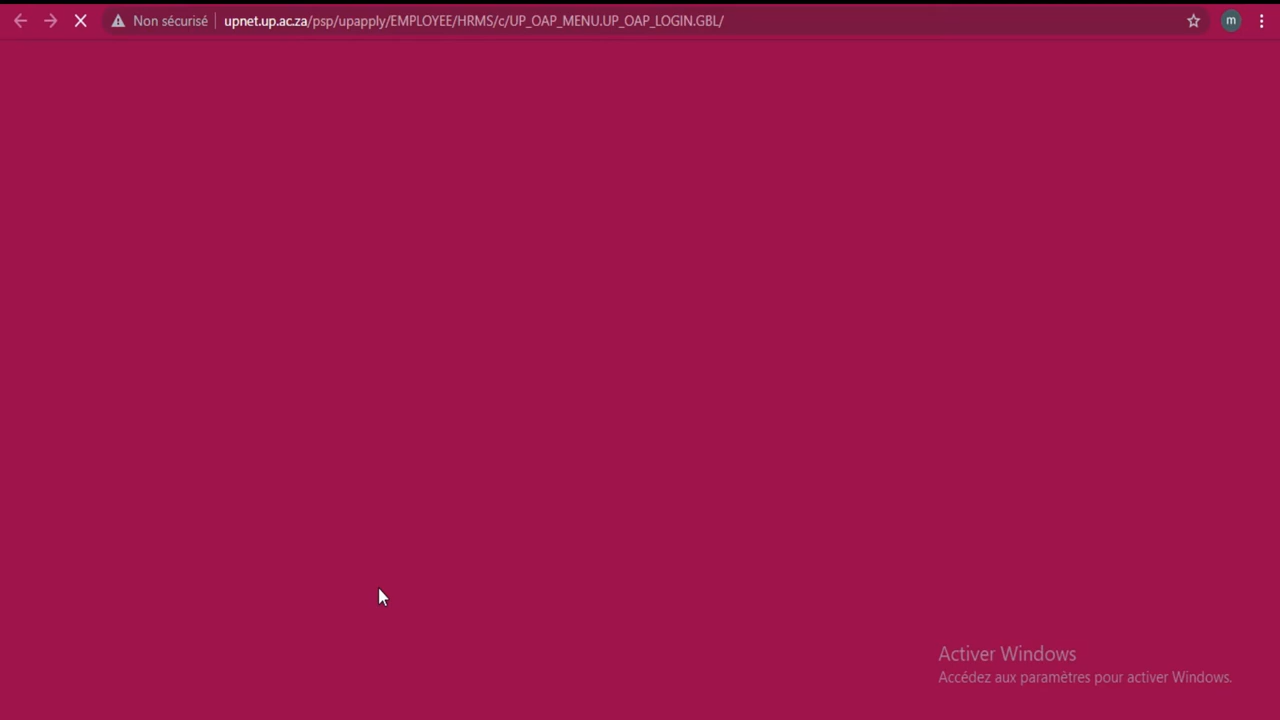 Non sécurisé upnet.up.ac.za/psp/upapply/EMPLOYEE/HRMS/c/UP_OAP_MENU.UP_OAP_LOGIN.GBL/ m
Activer Windows
Accédez aux paramètres pour activer Windows.